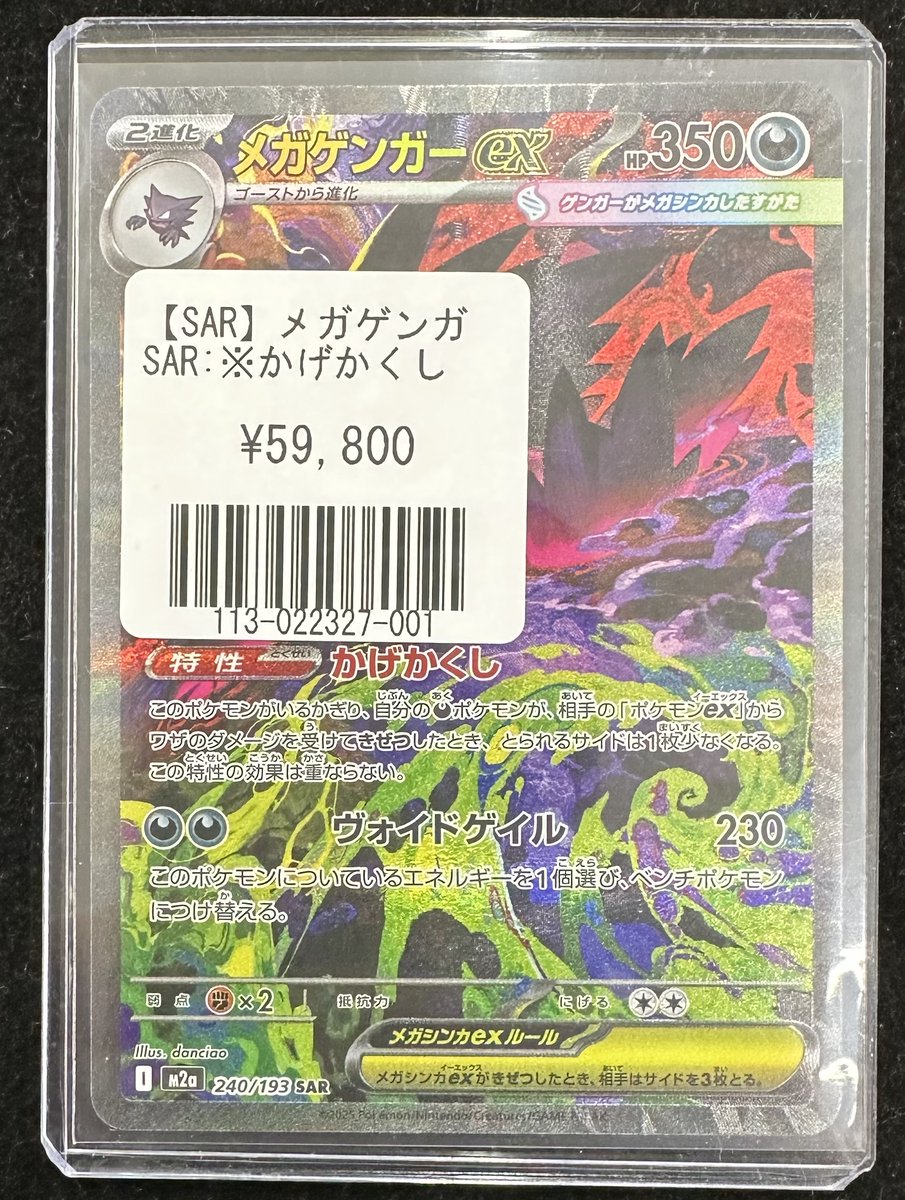 2進化
メガゲンガーex
HP350
ゴーストから進化
ゲンガーがメガシンカしたすがた
【SAR】メガゲンガ
SAR:※かげかくし
¥59,800
113-022327-001
特性 とくせい かげかくし
このポケモンがいるかぎり、自分のポケモンが、相手の「ポケモンex」から
ワザのダメージを受けてきぜつしたとき、とられるサイドは1枚少なくなる。
この特性の効果は重ならない。
ヴォイドゲイル 230
このポケモンについているエネルギーを1個選び、ベンチポケモン
につけ替える。
弱点 ×2 抵抗力 にげる
メガシンカexルール
メガシンカexがきぜつしたとき、相手はサイドを3枚とる。
Illus. danciao
I m2a 240/193 SAR
©2025 Pokémon/Nintendo/Creatures/GAME FREAK